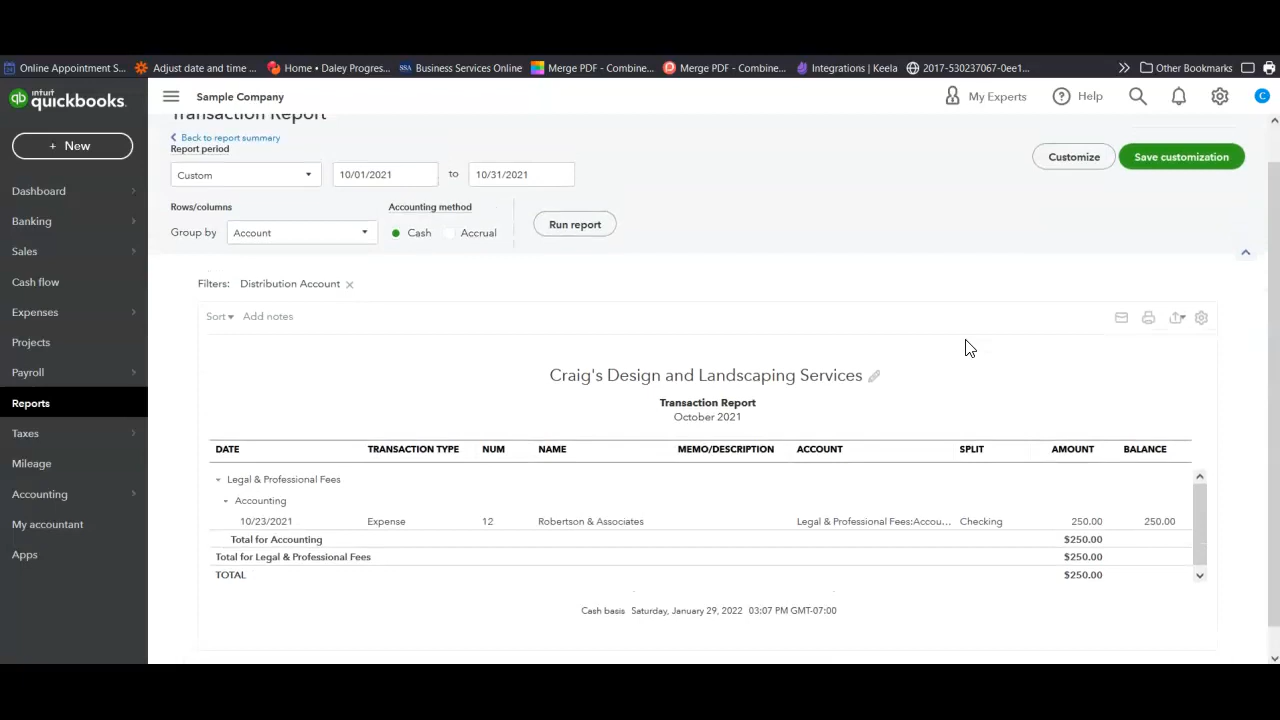 Online Appointment S... Adjust date and time ... Home • Daley Progres... SSA Business Services Online Merge PDF - Combine... Merge PDF - Combine... Integrations | Keela 2017-530237067-0ee1... Other Bookmarks
intuit quickbooks. Sample Company My Experts Help C
Transaction Report
+ New
Back to report summary
Report period
Customize Save customization
Custom 10/01/2021 to 10/31/2021
Dashboard
Banking
Rows/columns Accounting method
Group by Account Cash Accrual Run report
Sales
Cash flow
Expenses
Projects
Payroll
Reports
Taxes
Mileage
Accounting
My accountant
Apps
Filters: Distribution Account
Sort Add notes
Craig's Design and Landscaping Services
Transaction Report
October 2021
DATE TRANSACTION TYPE NUM NAME MEMO/DESCRIPTION ACCOUNT SPLIT AMOUNT BALANCE
Legal & Professional Fees
Accounting
10/23/2021 Expense 12 Robertson & Associates Legal & Professional Fees:Accou... Checking 250.00 250.00
Total for Accounting $250.00
Total for Legal & Professional Fees $250.00
TOTAL $250.00
Cash basis Saturday, January 29, 2022 03:07 PM GMT-07:00